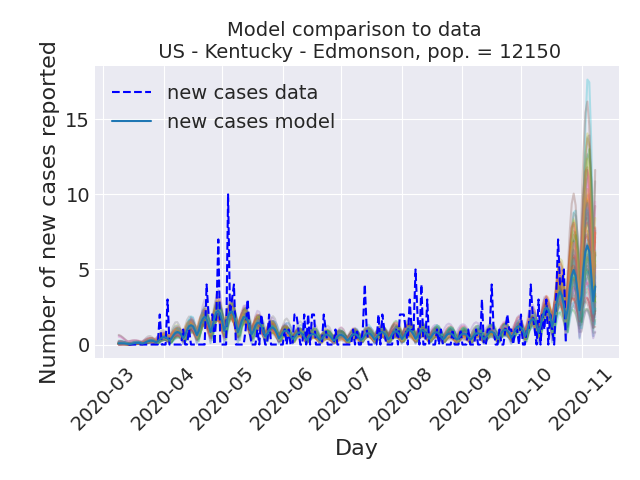 Model comparison to data
US - Kentucky - Edmonson, pop. = 12150
Number of new cases reported
new cases data
new cases model
15
10
5
0
2020-03
2020-04
2020-05
2020-06
2020-07
2020-08
2020-09
2020-10
2020-11
Day